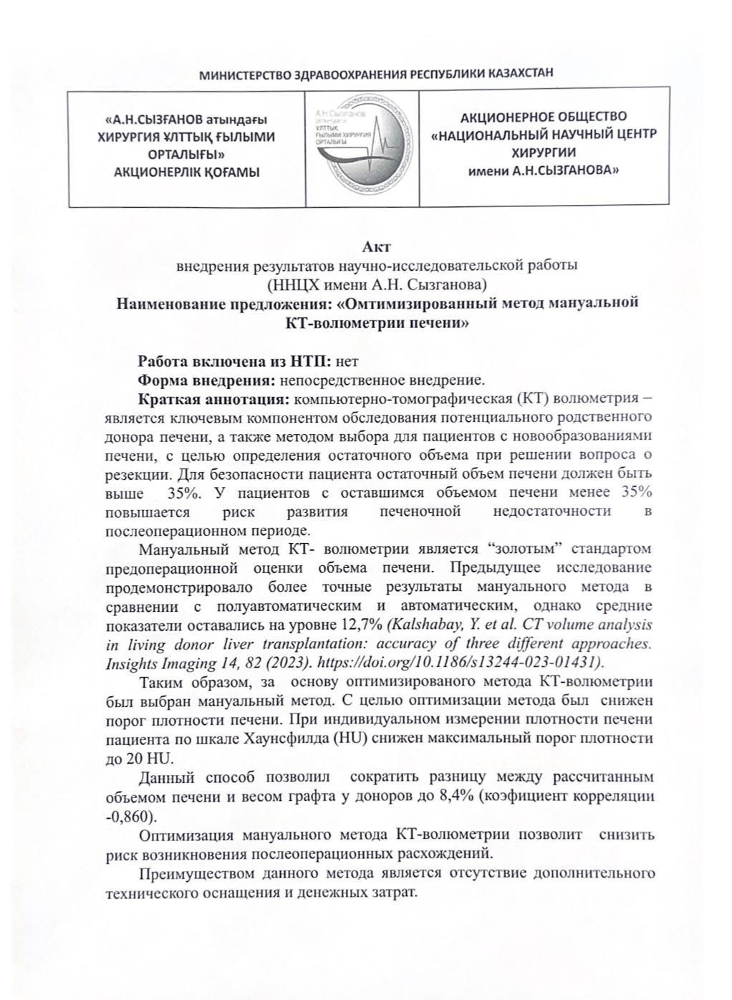 МИНИСТЕРСТВО ЗДРАВООХРАНЕНИЯ РЕСПУБЛИКИ КАЗАХСТАН
«А.Н.СЫЗҒАНОВ атындағы
ХИРУРГИЯ ҰЛТТЫҚ ҒЫЛЫМИ
ОРТАЛЫҒЫ»
АКЦИОНЕРЛІК ҚОҒАМЫ
А.Н.Сызғанов
атындағы
ҰЛТТЫҚ
ҒЫЛЫМИ ХИРУРГИЯ
ОРТАЛЫҒЫ
АКЦИОНЕРНОЕ ОБЩЕСТВО
«НАЦИОНАЛЬНЫЙ НАУЧНЫЙ ЦЕНТР
ХИРУРГИИ
имени А.Н.СЫЗГАНОВА»
Акт
внедрения результатов научно-исследовательской работы
(ННЦХ имени А.Н. Сызганова)
Наименование предложения: «Омтимизированный метод мануальной
КТ-волюметрии печени»
Работа включена из НТП: нет
Форма внедрения: непосредственное внедрение.
Краткая аннотация: компьютерно-томографическая (КТ) волюметрия –
является ключевым компонентом обследования потенциального родственного
донора печени, а также методом выбора для пациентов с новообразованиями
печени, с целью определения остаточного объема при решении вопроса о
резекции. Для безопасности пациента остаточный объем печени должен быть
выше 35%. У пациентов с оставшимся объемом печени менее 35%
повышается риск развития печеночной недостаточности в
послеоперационном периоде.
Мануальный метод КТ- волюметрии является “золотым” стандартом
предоперационной оценки объема печени. Предыдущее исследование
продемонстрировало более точные результаты мануального метода в
сравнении с полуавтоматическим и автоматическим, однако средние
показатели оставались на уровне 12,7% (Kalshabay, Y. et al. CT volume analysis
in living donor liver transplantation: accuracy of three different approaches.
Insights Imaging 14, 82 (2023). https://doi.org/10.1186/s13244-023-01431).
Таким образом, за основу оптимизированого метода КТ-волюметрии
был выбран мануальный метод. С целью оптимизации метода был снижен
порог плотности печени. При индивидуальном измерении плотности печени
пациента по шкале Хаунсфилда (HU) снижен максимальный порог плотности
до 20 HU.
Данный способ позволил сократить разницу между рассчитанным
объемом печени и весом графта у доноров до 8,4% (коэфициент корреляции
-0,860).
Оптимизация мануального метода КТ-волюметрии позволит снизить
риск возникновения послеоперационных расхождений.
Преимуществом данного метода является отсутствие дополнительного
технического оснащения и денежных затрат.